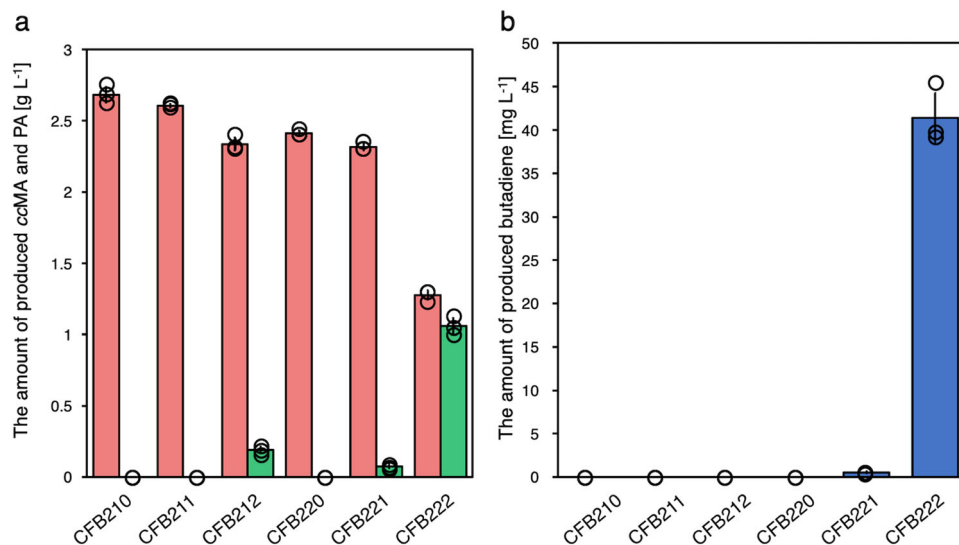 a
The amount of produced ccMA and PA [g L⁻¹]
3
2.5
2
1.5
1
0.5
0
CFB210
CFB211
CFB212
CFB220
CFB221
CFB222
b
The amount of produced butadiene [mg L⁻¹]
50
45
40
35
30
25
20
15
10
5
0
CFB210
CFB211
CFB212
CFB220
CFB221
CFB222